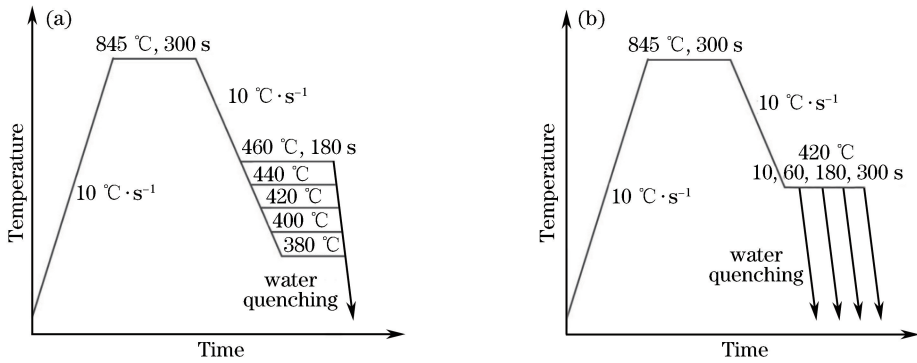 (a)
845 ℃, 300 s
10 ℃·s⁻¹
10 ℃·s⁻¹
460 ℃, 180 s
440 ℃
420 ℃
400 ℃
380 ℃
water
quenching
Temperature
Time
(b)
845 ℃, 300 s
10 ℃·s⁻¹
10 ℃·s⁻¹
420 ℃
10, 60, 180, 300 s
water
quenching
Temperature
Time